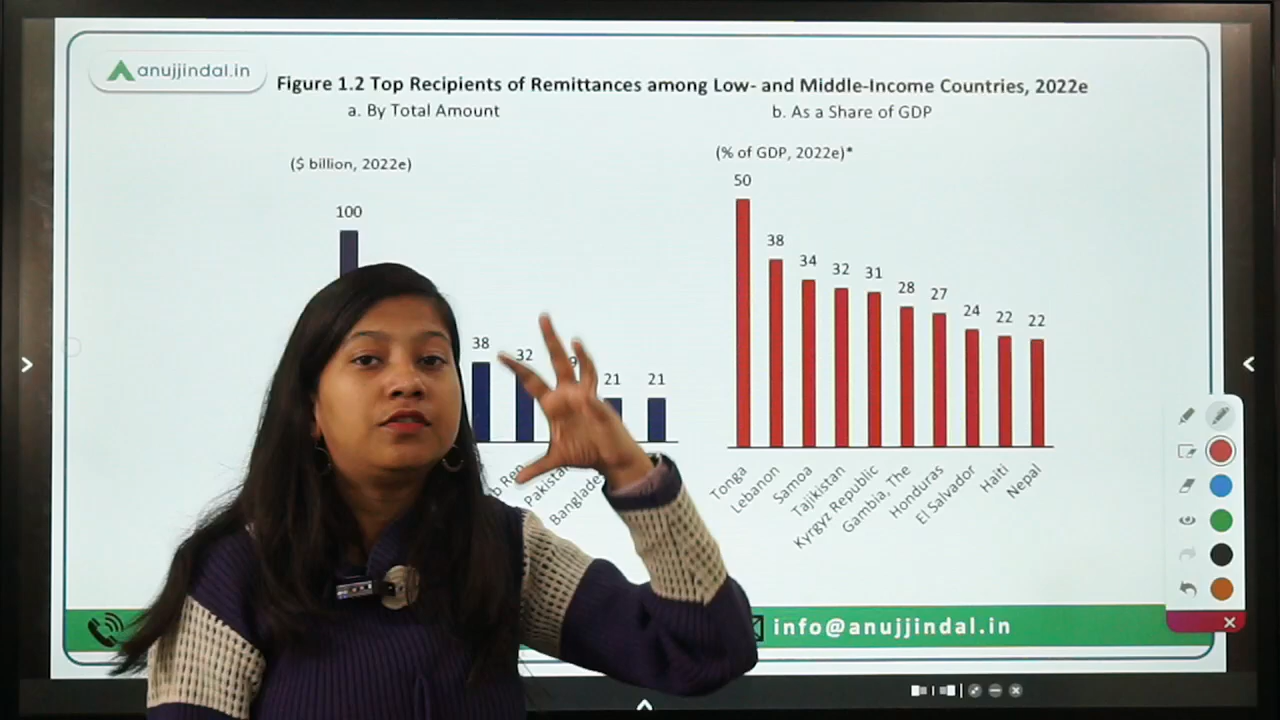 anujjindal.in
Figure 1.2 Top Recipients of Remittances among Low- and Middle-Income Countries, 2022e
a. By Total Amount
b. As a Share of GDP
($ billion, 2022e)
(% of GDP, 2022e)*
100
38
32
21
21
50
38
34
32
31
28
27
24
22
22
Pakistan
Tonga
Lebanon
Samoa
Tajikistan
Kyrgyz Republic
Gambia, The
Honduras
El Salvador
Haiti
Nepal
info@anujjindal.in